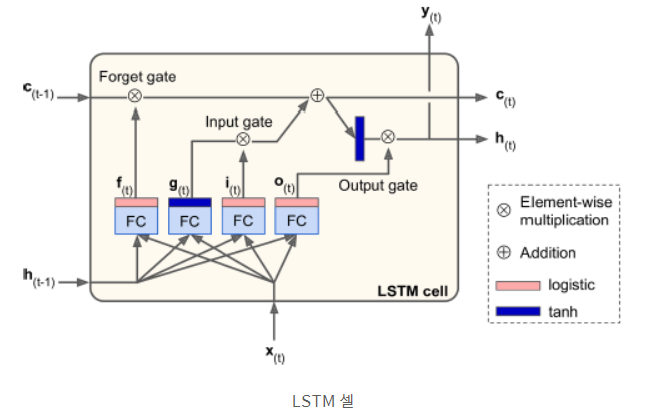 y(t)
Forget gate
c(t-1)
c(t)
Input gate
h(t)
f(t)
g(t)
i(t)
o(t)
Output gate
FC
FC
FC
FC
h(t-1)
LSTM cell
x(t)
Element-wise
multiplication
Addition
logistic
tanh
LSTM 셀